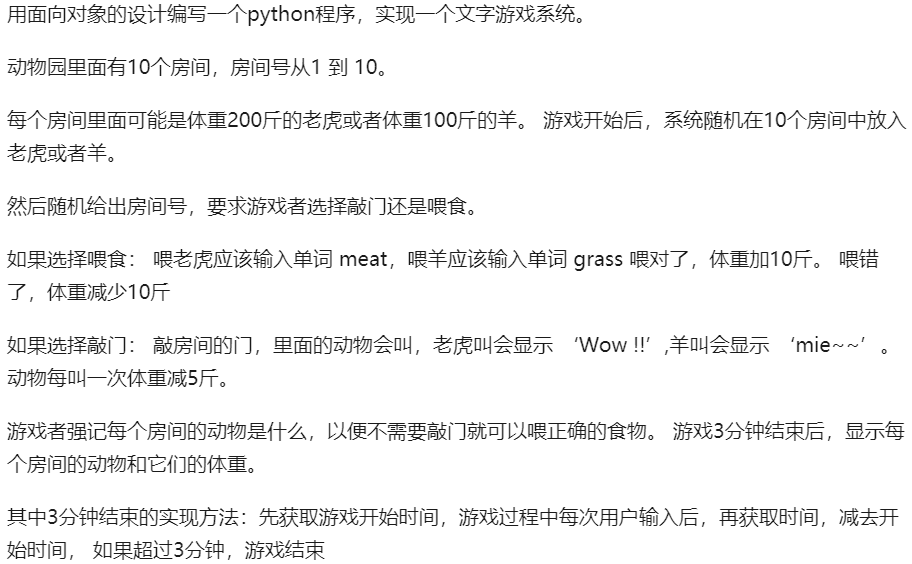 用面向对象的设计编写一个python程序，实现一个文字游戏系统。
动物园里面有10个房间，房间号从1 到 10。
每个房间里面可能是体重200斤的老虎或者体重100斤的羊。 游戏开始后，系统随机在10个房间中放入
老虎或者羊。
然后随机给出房间号，要求游戏者选择敲门还是喂食。
如果选择喂食： 喂老虎应该输入单词 meat，喂羊应该输入单词 grass 喂对了，体重加10斤。 喂错
了，体重减少10斤
如果选择敲门： 敲房间的门，里面的动物会叫，老虎叫会显示 ‘Wow !!’,羊叫会显示 ‘mie~~’。
动物每叫一次体重减5斤。
游戏者强记每个房间的动物是什么，以便不需要敲门就可以喂正确的食物。 游戏3分钟结束后，显示每
个房间的动物和它们的体重。
其中3分钟结束的实现方法：先获取游戏开始时间，游戏过程中每次用户输入后，再获取时间，减去开
始时间， 如果超过3分钟，游戏结束